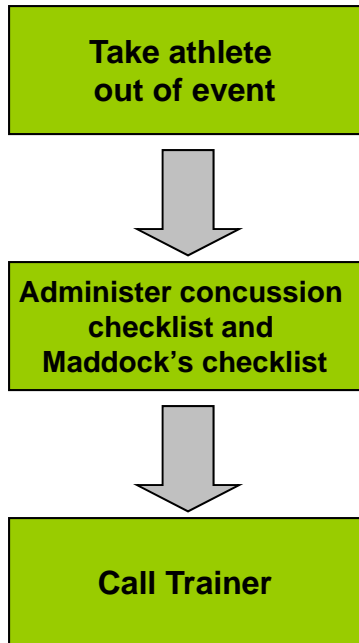 Take athlete
out of event
Administer concussion
checklist and
Maddock's checklist
Call Trainer